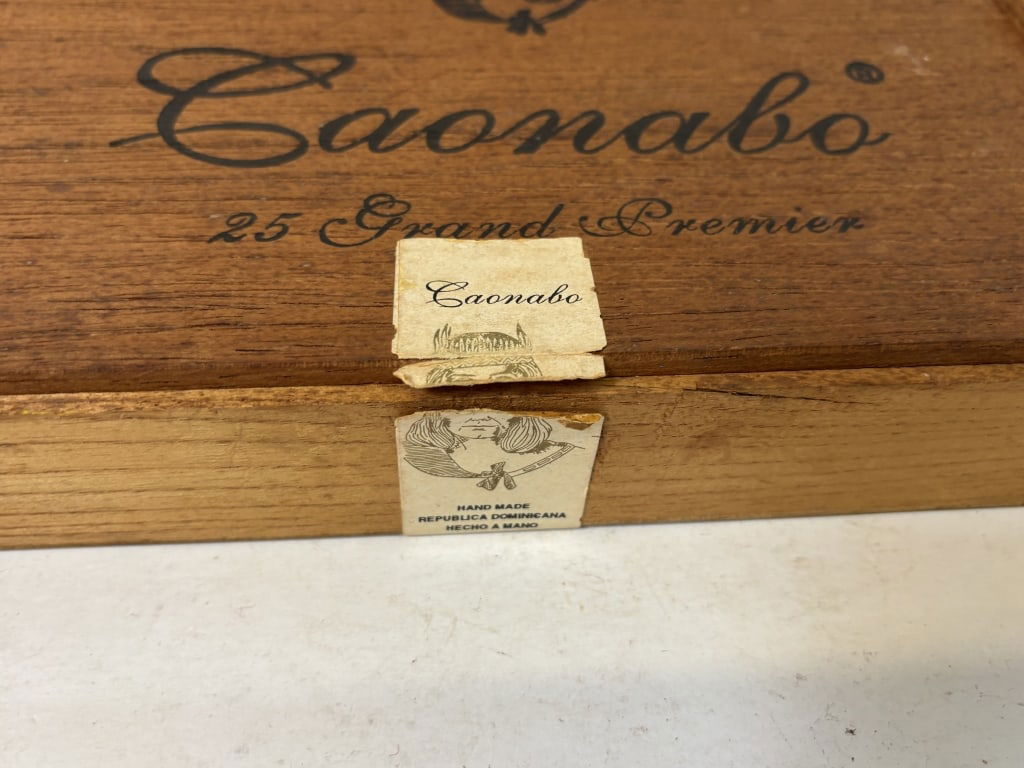 Caonabo®
25 Grand Premier
Caonabo
HAND MADE
REPUBLICA DOMINICANA
HECHO A MANO